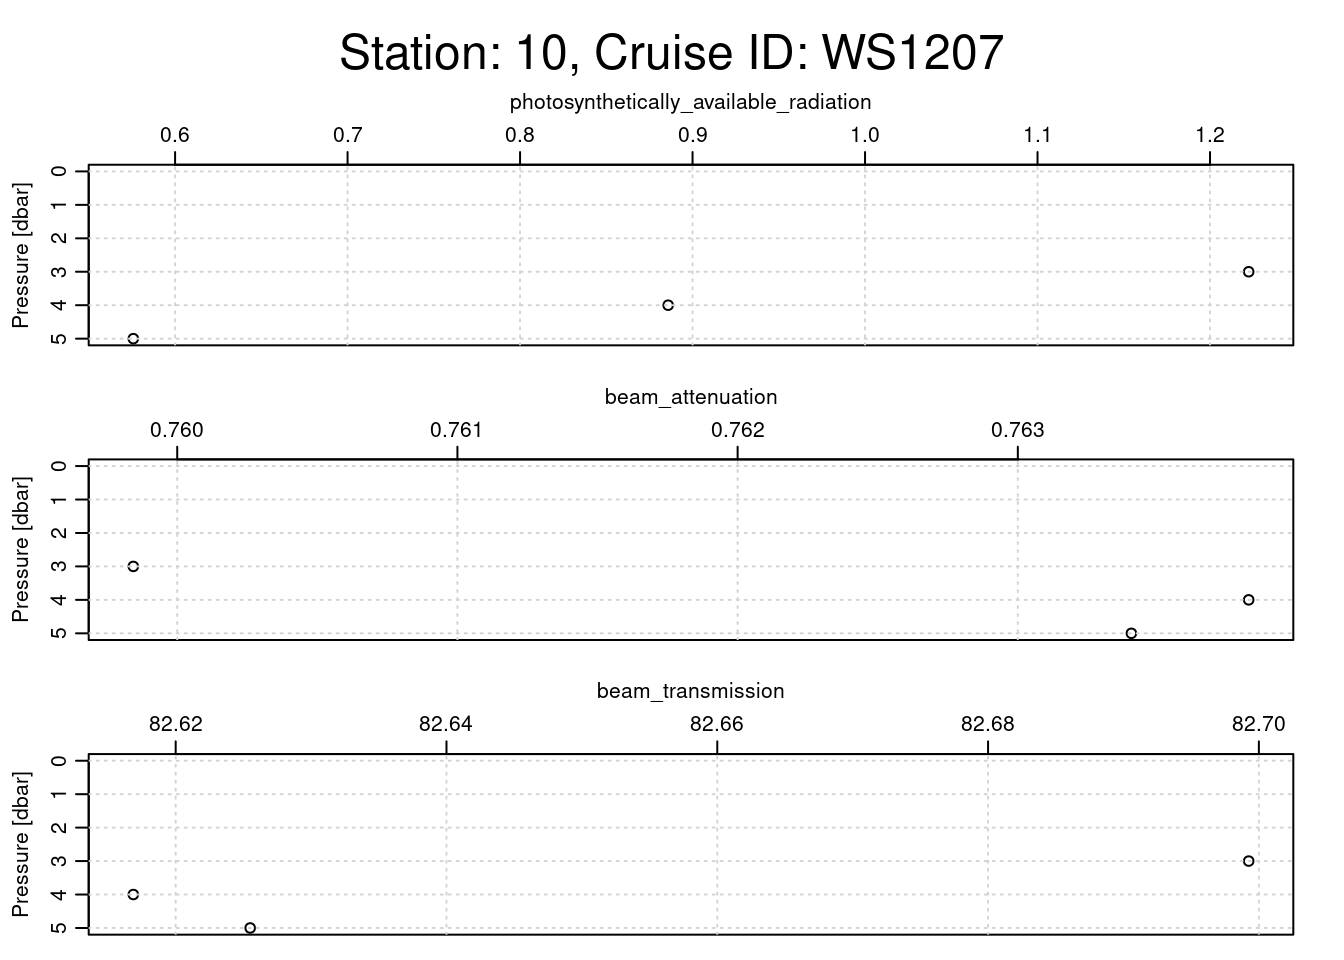 Station: 10, Cruise ID: WS1207
photosynthetically_available_radiation
0.6 0.7 0.8 0.9 1.0 1.1 1.2
Pressure [dbar]
0
1
2
3
4
5
beam_attenuation
0.760 0.761 0.762 0.763
Pressure [dbar]
0
1
2
3
4
5
beam_transmission
82.62 82.64 82.66 82.68 82.70
Pressure [dbar]
0
1
2
3
4
5